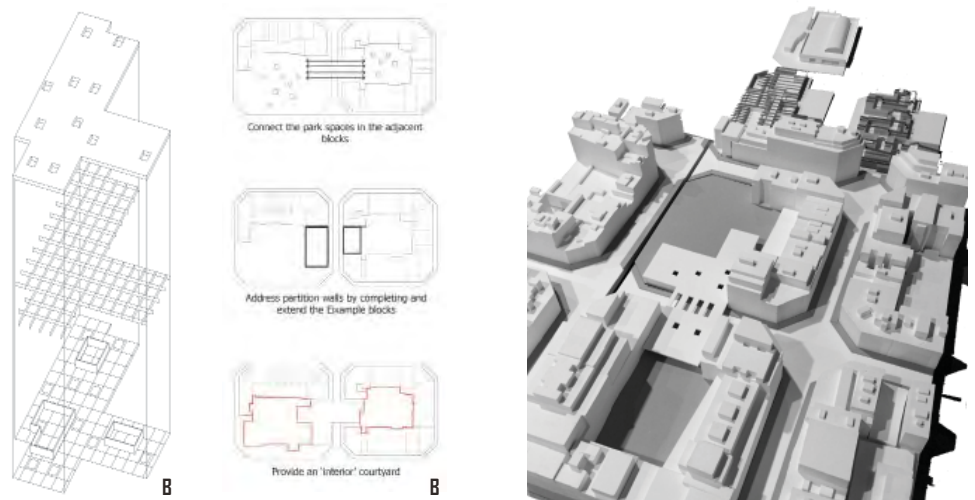 Connect the park spaces in the adjacent
blocks
Address partition walls by completing and
extend the Eixample blocks
Provide an 'interior' courtyard
B
B